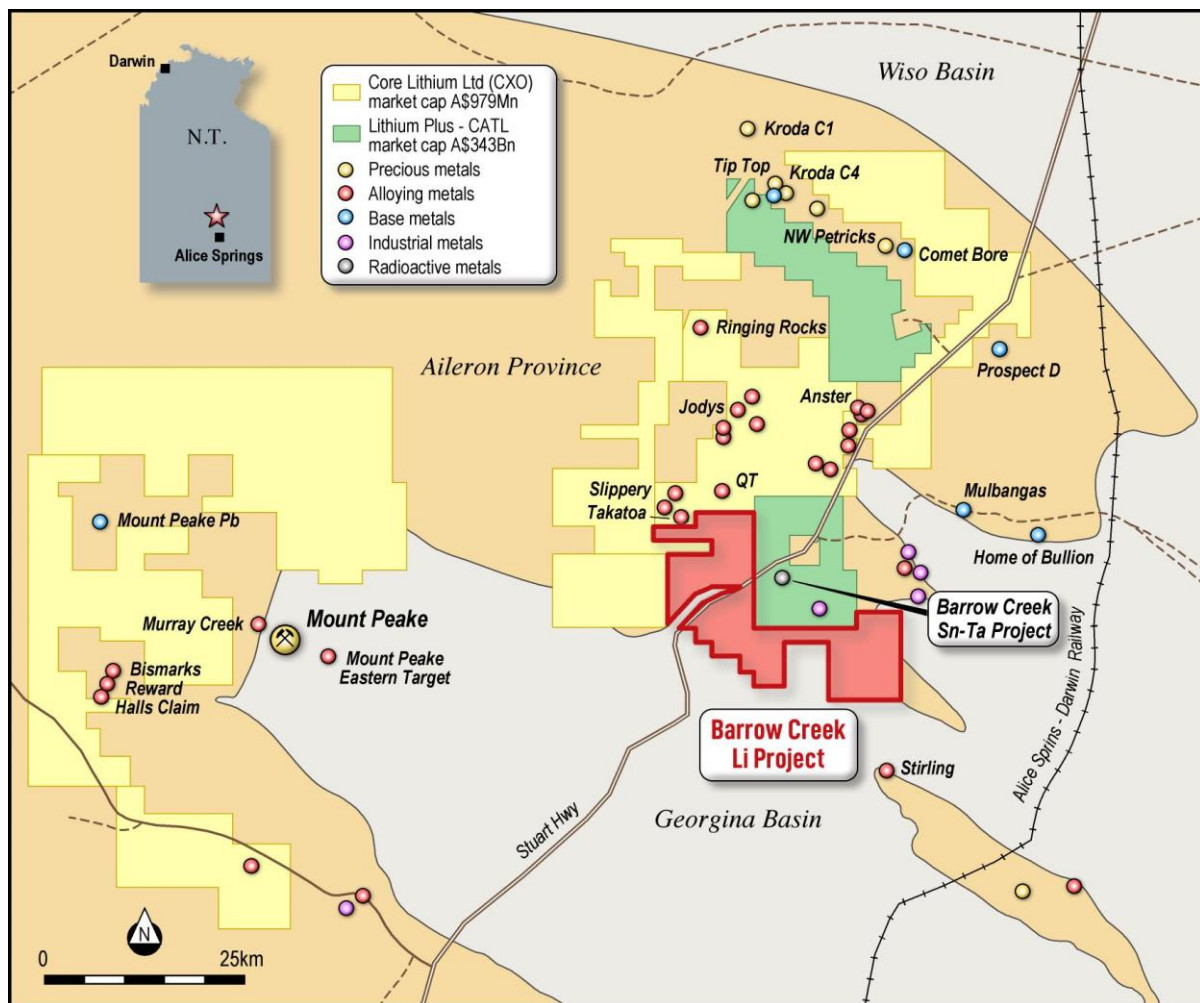 Darwin
N.T.
Alice Springs
Core Lithium Ltd (CXO)
market cap A$979Mn
Lithium Plus - CATL
market cap A$343Bn
Precious metals
Alloying metals
Base metals
Industrial metals
Radioactive metals
Wiso Basin
Kroda C1
Tip Top
Kroda C4
NW Petricks
Comet Bore
Ringing Rocks
Prospect D
Aileron Province
Jodys
Anster
QT
Slippery
Takatoa
Mulbangas
Home of Bullion
Mount Peake Pb
Murray Creek
Mount Peake
Mount Peake
Eastern Target
Bismarks
Reward
Halls Claim
Barrow Creek
Sn-Ta Project
Barrow Creek
Li Project
Stirling
Georgina Basin
Stuart Hwy
Alice Sprins - Darwin Railway
N
0 25km